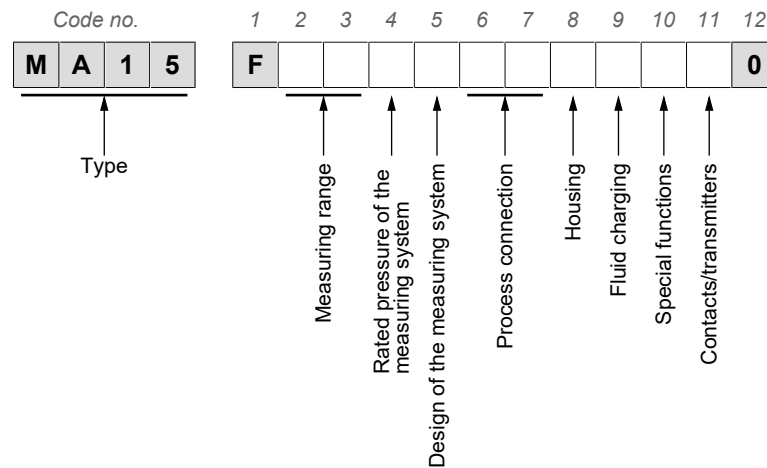 Code no. 1 2 3 4 5 6 7 8 9 10 11 12
M A 1 5 F 0
Type
Measuring range
Rated pressure of the
measuring system
Design of the measuring system
Process connection
Housing
Fluid charging
Special functions
Contacts/transmitters